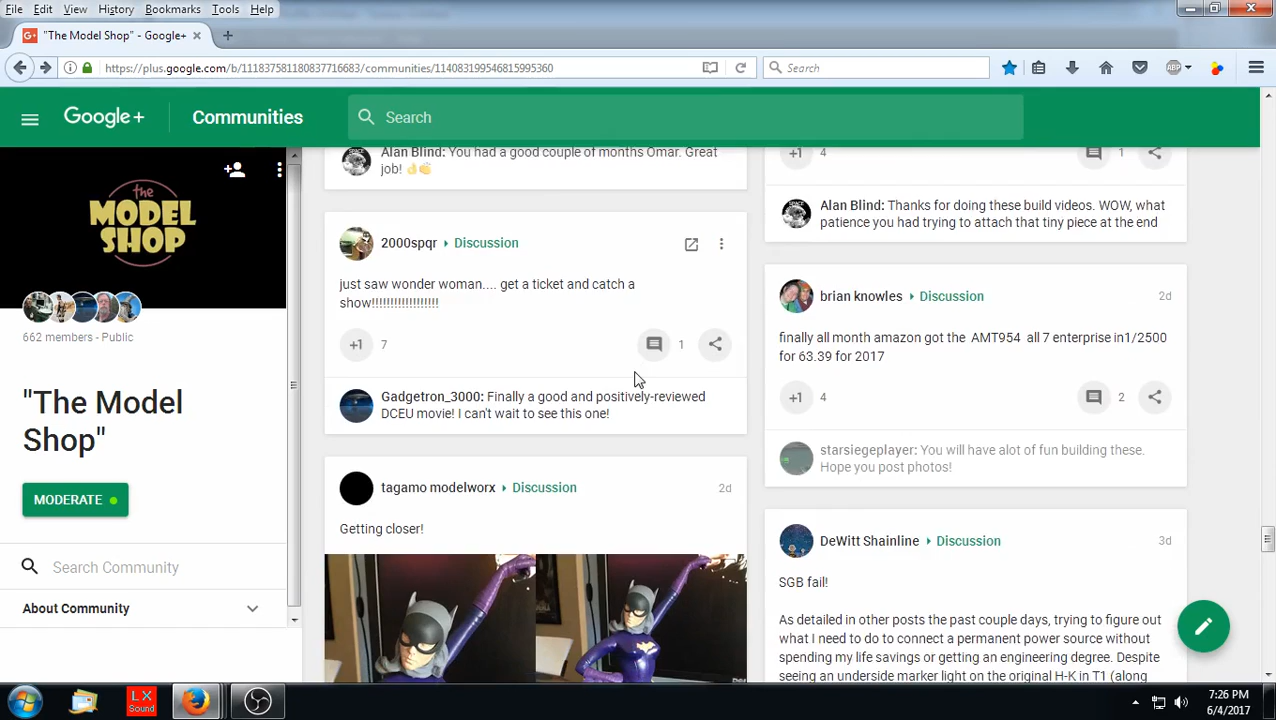 File Edit View History Bookmarks Tools Help
"The Model Shop" - Google+
https://plus.google.com/b/111837581180837716683/communities/114083199546815995360
Search
ABP
Google+ Communities Search
the
MODEL
SHOP
662 members - Public
"The Model
Shop"
MODERATE
Search Community
About Community
Alan Blind: You had a good couple of months Omar. Great
job! 👌👏
2000spqr Discussion
just saw wonder woman.... get a ticket and catch a
show!!!!!!!!!!!!!!!!!!
+1 7 1
Gadgetron_3000: Finally a good and positively-reviewed
DCEU movie! I can't wait to see this one!
tagamo modelworx Discussion 2d
Getting closer!
+1 4 1
Alan Blind: Thanks for doing these build videos. WOW, what
patience you had trying to attach that tiny piece at the end
brian knowles Discussion 2d
finally all month amazon got the AMT954 all 7 enterprise in1/2500
for 63.39 for 2017
+1 4 2
starsiegeplayer: You will have alot of fun building these.
Hope you post photos!
DeWitt Shainline Discussion 3d
SGB fail!
As detailed in other posts the past couple days, trying to figure out
what I need to do to connect a permanent power source without
spending my life savings or getting an engineering degree. Despite
seeing an underside marker light on the original H-K in T1 (along
LX
Sound
7:26 PM
6/4/2017